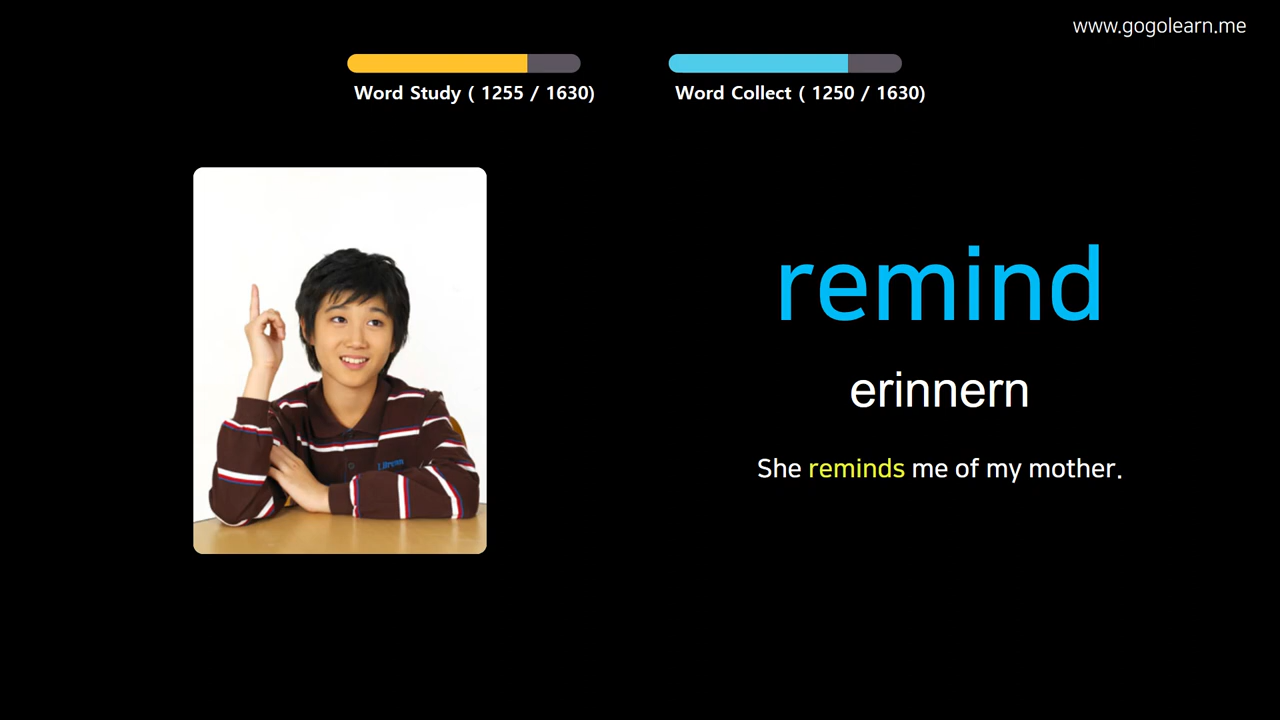 www.gogolearn.me
Word Study ( 1255 / 1630)
Word Collect ( 1250 / 1630)
remind
erinnern
She reminds me of my mother.